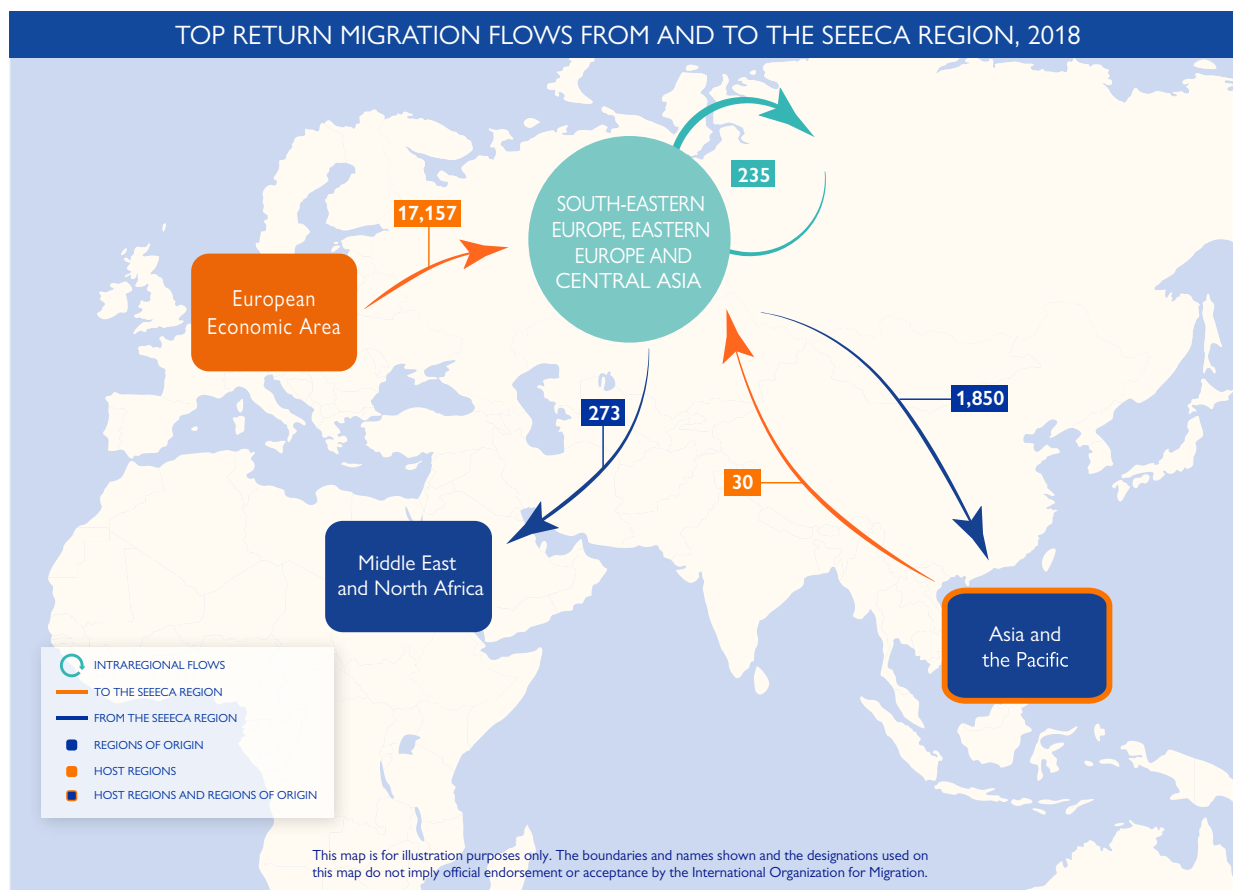 TOP RETURN MIGRATION FLOWS FROM AND TO THE SEEECA REGION, 2018
235
SOUTH-EASTERN
EUROPE, EASTERN
EUROPE AND
CENTRAL ASIA
17,157
European
Economic Area
273
1,850
30
Middle East
and North Africa
Asia and
the Pacific
INTRAREGIONAL FLOWS
TO THE SEEECA REGION
FROM THE SEEECA REGION
REGIONS OF ORIGIN
HOST REGIONS
HOST REGIONS AND REGIONS OF ORIGIN
This map is for illustration purposes only. The boundaries and names shown and the designations used on
this map do not imply official endorsement or acceptance by the International Organization for Migration.